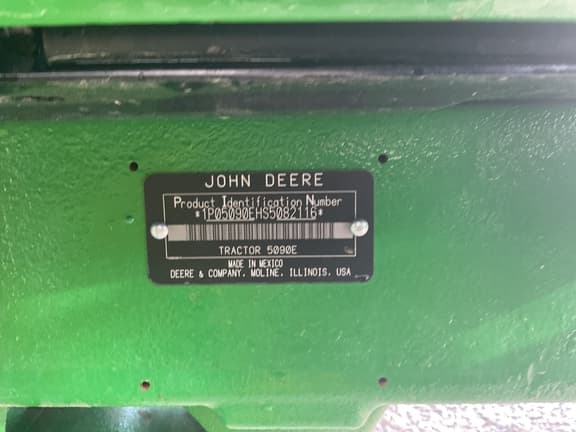 JOHN DEERE
Product Identification Number
*1P05090EHS5082116*
TRACTOR 5090E
MADE IN MEXICO
DEERE & COMPANY, MOLINE, ILLINOIS, USA